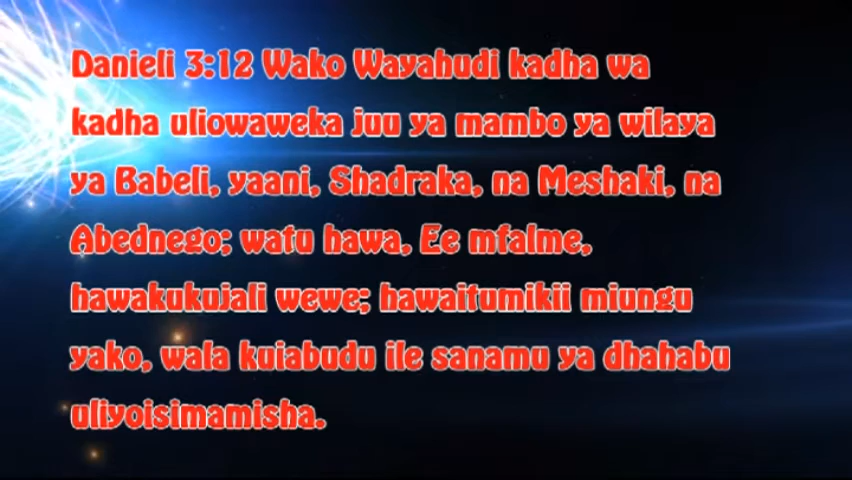 Danieli 3:12 Wako Wayahudi kadha wa
kadha uliowaweka juu ya mambo ya wilaya
ya Babeli, yaani, Shadraka, na Meshaki, na
Abednego; watu hawa, Ee mfalme,
hawakukujali wewe; hawaitumikii miungu
yako, wala kuiabudu ile sanamu ya dhahabu
uliyoisimamisha.